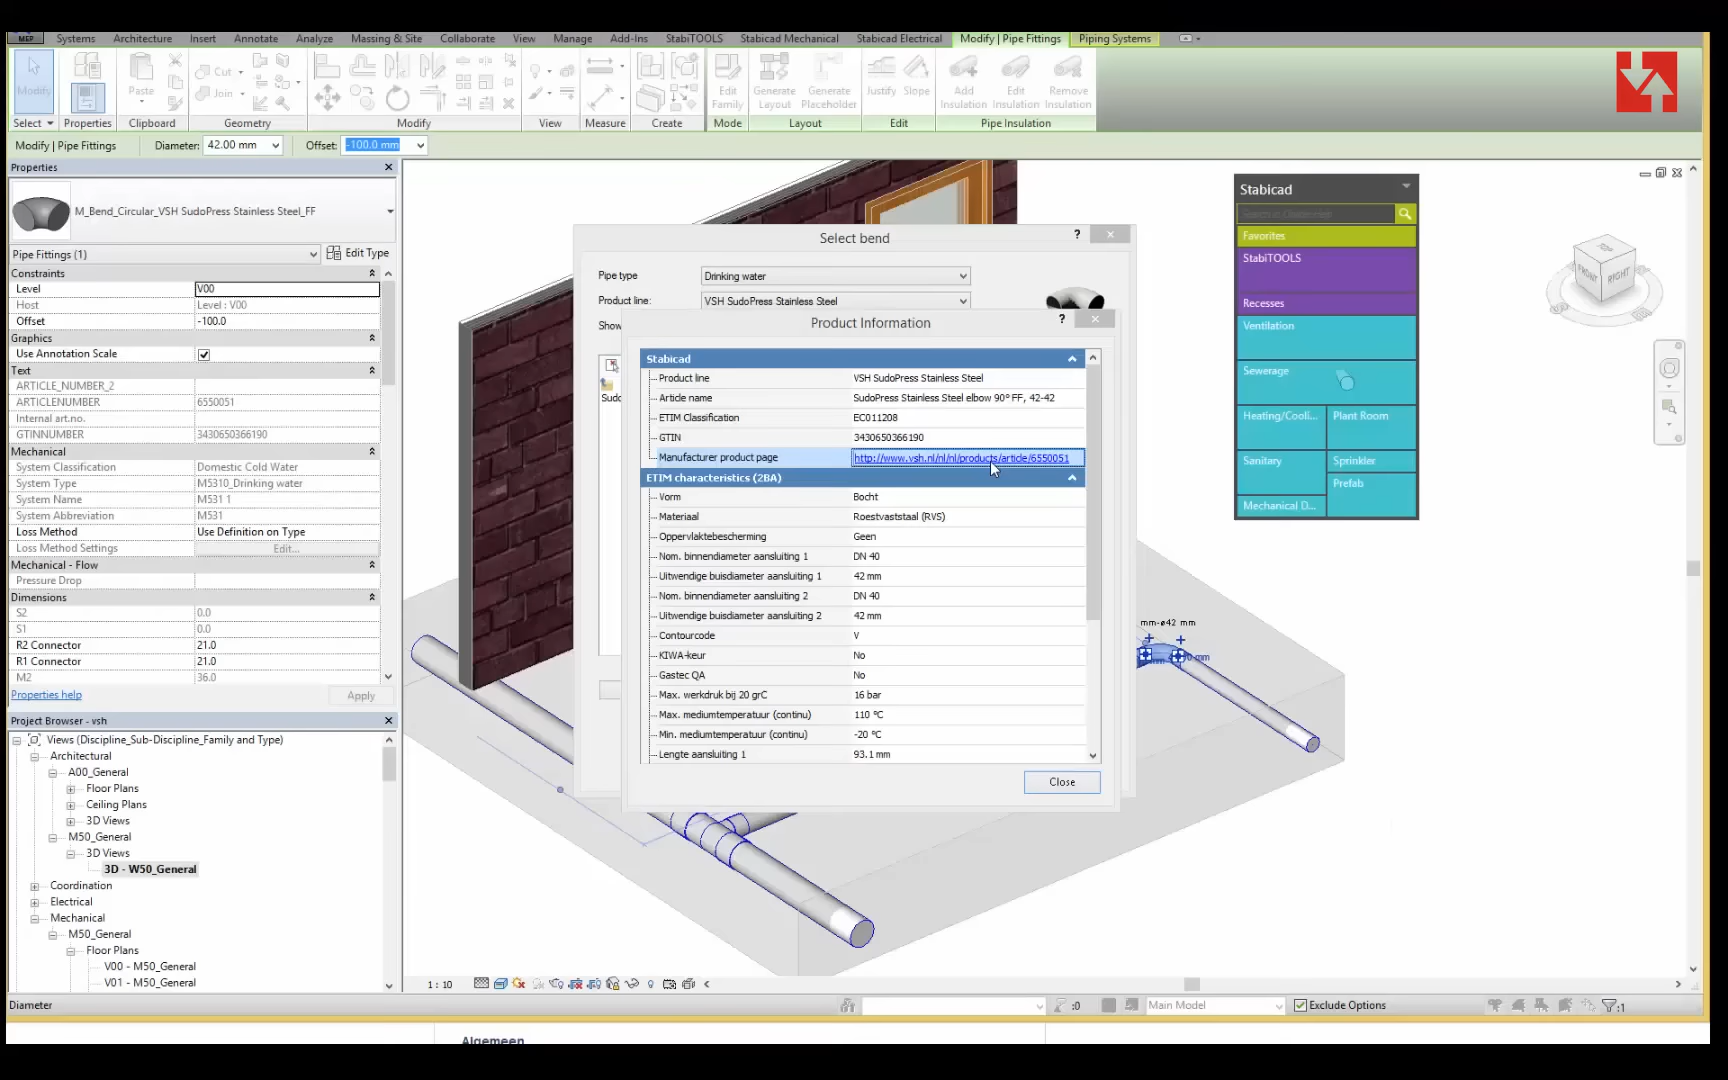 MEP
Systems Architecture Insert Annotate Analyze Massing & Site Collaborate View Manage Add-Ins StabiTOOLS Stabicad Mechanical Stabicad Electrical Modify | Pipe Fittings Piping Systems
Modify Paste Cut Join Edit Family Generate Layout Generate Placeholder Justify Slope Add Insulation Edit Insulation Remove Insulation
Select Properties Clipboard Geometry Modify View Measure Create Mode Layout Edit Pipe Insulation
Modify | Pipe Fittings Diameter: 42.00 mm Offset: -100.0 mm
Properties
M_Bend_Circular_VSH SudoPress Stainless Steel_FF
Pipe Fittings (1) Edit Type
Constraints
Level V00
Host Level : V00
Offset -100.0
Graphics
Use Annotation Scale
Text
ARTICLE_NUMBER_2
ARTICLENUMBER 6550051
Internal art.no.
GTINNUMBER 3430650366190
Mechanical
System Classification Domestic Cold Water
System Type M5310_Drinking water
System Name M531 1
System Abbreviation M531
Loss Method Use Definition on Type
Loss Method Settings Edit...
Mechanical - Flow
Pressure Drop
Dimensions
S2 0.0
S1 0.0
R2 Connector 21.0
R1 Connector 21.0
M2 36.0
Properties help Apply
Project Browser - vsh
Views (Discipline_Sub-Discipline_Family and Type)
Architectural
A00_General
Floor Plans
Ceiling Plans
3D Views
M50_General
3D Views
3D - W50_General
Coordination
Electrical
Mechanical
M50_General
Floor Plans
V00 - M50_General
V01 - M50_General
Select bend ?
Pipe type Drinking water
Product line: VSH SudoPress Stainless Steel
Show
Sudo
Product Information ?
Stabicad
Product line VSH SudoPress Stainless Steel
Article name SudoPress Stainless Steel elbow 90° FF, 42-42
ETIM Classification EC011208
GTIN 3430650366190
Manufacturer product page http://www.vsh.nl/nl/nl/products/article/6550051
ETIM characteristics (2BA)
Vorm Bocht
Materiaal Roestvaststaal (RVS)
Oppervlaktebescherming Geen
Nom. binnendiameter aansluiting 1 DN 40
Uitwendige buisdiameter aansluiting 1 42 mm
Nom. binnendiameter aansluiting 2 DN 40
Uitwendige buisdiameter aansluiting 2 42 mm
Contourcode V
KIWA-keur No
Gastec QA No
Max. werkdruk bij 20 grC 16 bar
Max. mediumtemperatuur (continu) 110 °C
Min. mediumtemperatuur (continu) -20 °C
Lengte aansluiting 1 93.1 mm
Close
mm-ø42 mm
Stabicad
Favorites
StabiTOOLS
Recesses
Ventilation
Sewerage
Heating/Cooli... Plant Room
Sanitary Sprinkler
Prefab
Mechanical D...
TOP
FRONT RIGHT
1 : 10
Diameter :0 Main Model Exclude Options :1
Algemeen